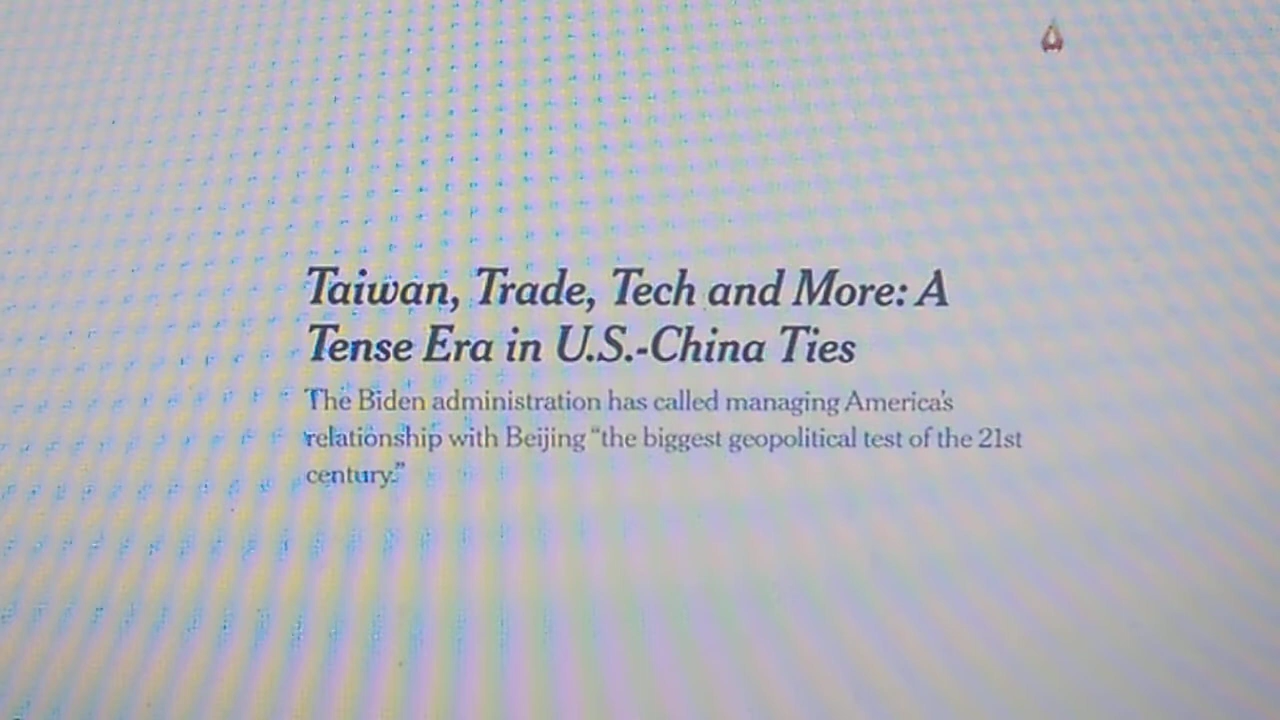 Taiwan, Trade, Tech and More: A
Tense Era in U.S.-China Ties
The Biden administration has called managing America's
relationship with Beijing “the biggest geopolitical test of the 21st
century.”